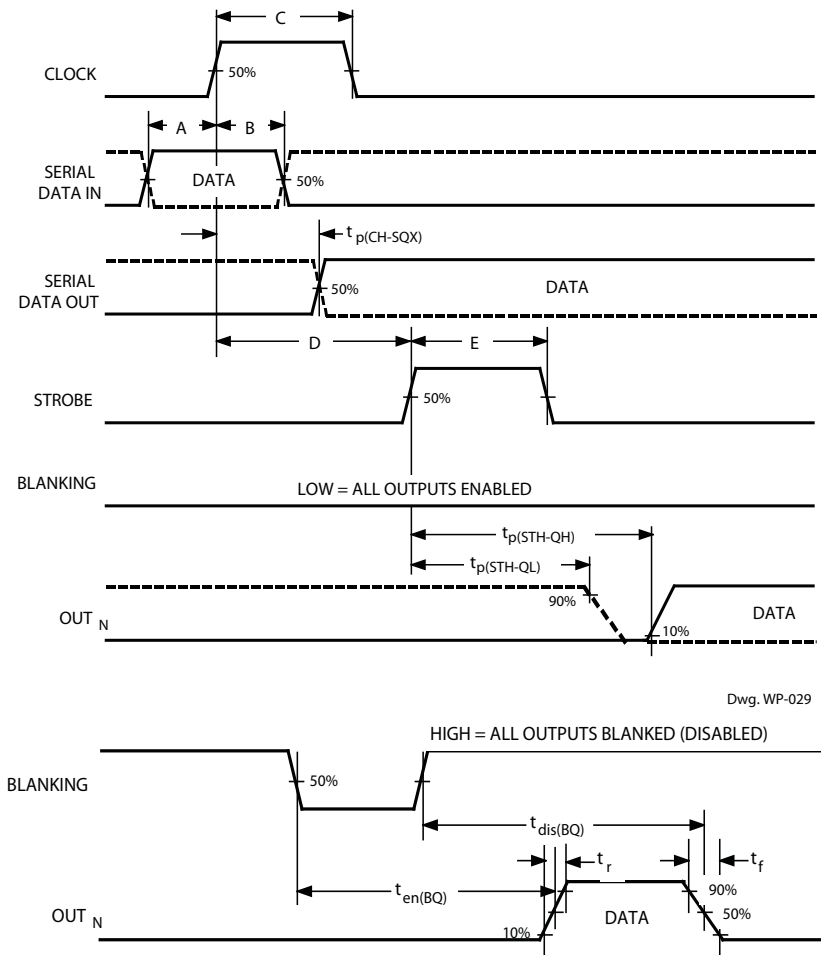 C
CLOCK
50%
A
B
SERIAL
DATA IN
DATA
50%
t p(CH-SQX)
SERIAL
DATA OUT
50%
DATA
D
E
STROBE
50%
BLANKING
LOW = ALL OUTPUTS ENABLED
t p(STH-QH)
t p(STH-QL)
90%
OUT N
10%
DATA
Dwg. WP-029
HIGH = ALL OUTPUTS BLANKED (DISABLED)
BLANKING
50%
t dis(BQ)
t r
t f
t en(BQ)
90%
OUT N
DATA
50%
10%